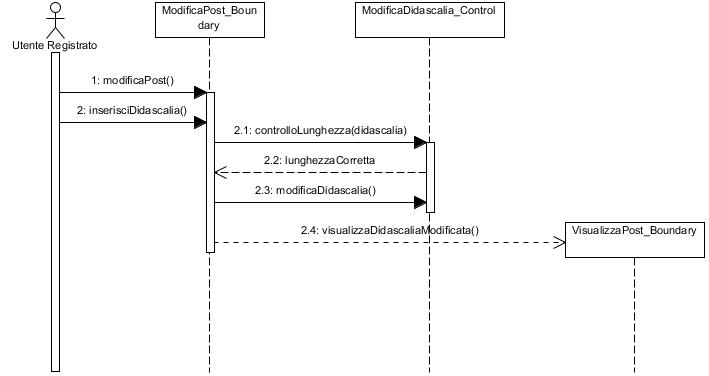 ModificaPost_Boun
dary
ModificaDidascalia_Control
Utente Registrato
1: modificaPost()
2: inserisciDidascalia()
2.1: controlloLunghezza(didascalia)
2.2: lunghezzaCorretta
2.3: modificaDidascalia()
2.4: visualizzaDidascaliaModificata()
VisualizzaPost_Boundary